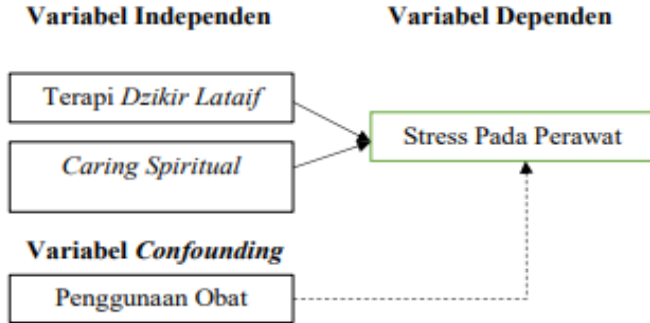 Variabel Independen
Variabel Dependen
Terapi Dzikir Lataif
Stress Pada Perawat
Caring Spiritual
Variabel Confounding
Penggunaan Obat